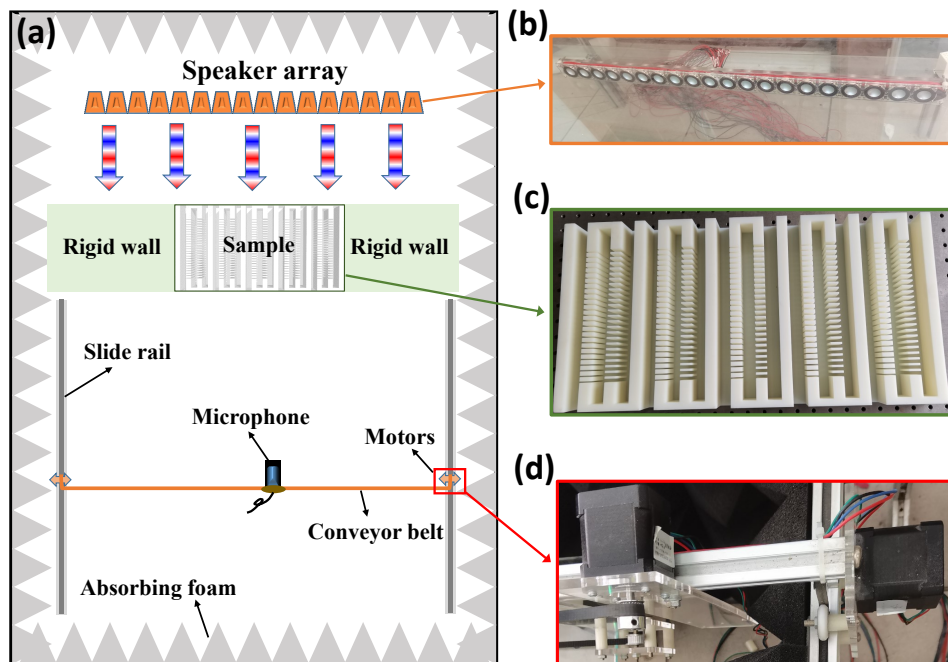 (a)
Speaker array
Rigid wall
Sample
Rigid wall
Slide rail
Microphone
Motors
Conveyor belt
Absorbing foam
(b)
(c)
(d)